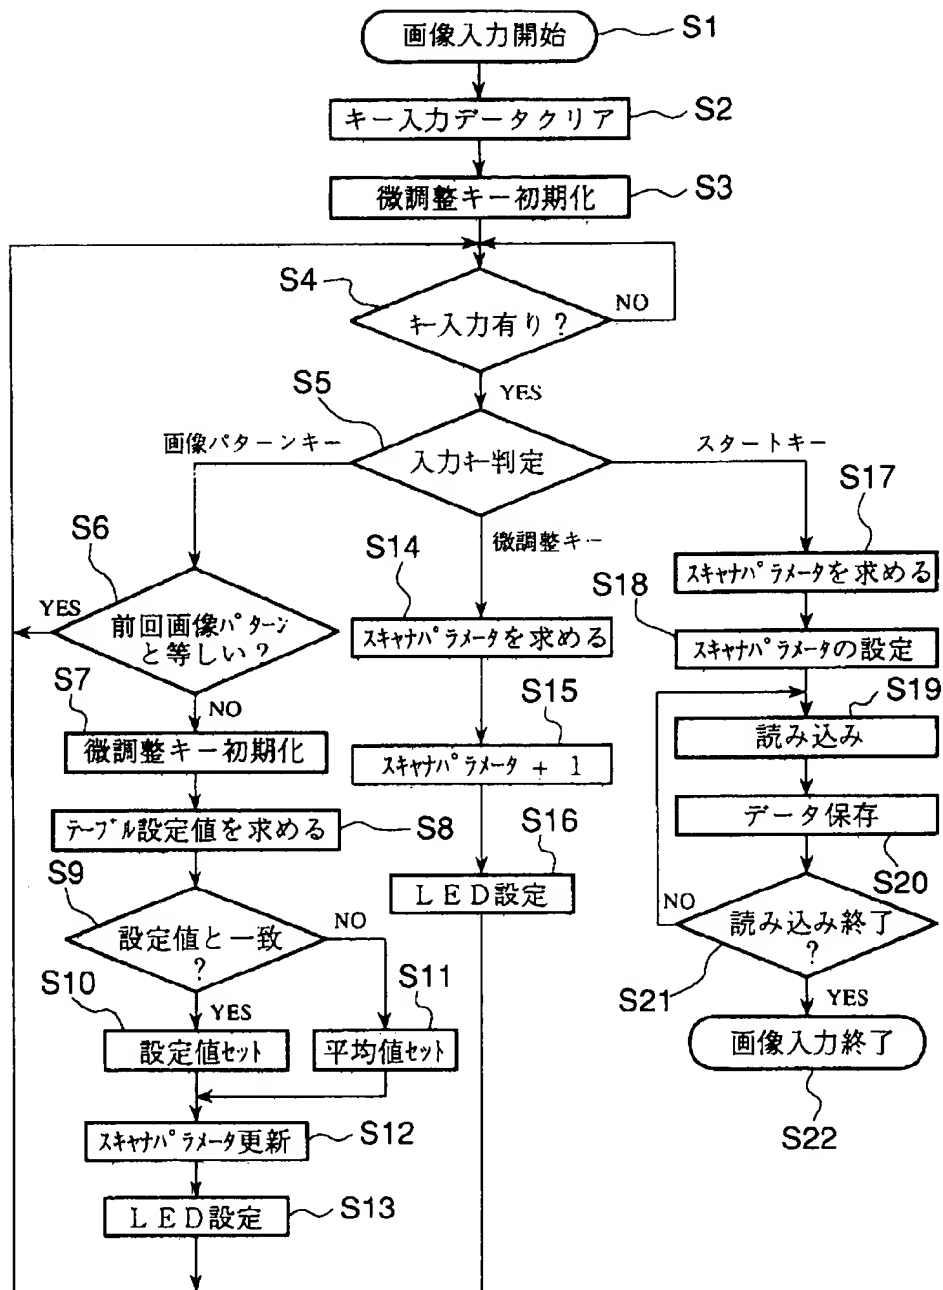 画像入力開始
S1
キー入力データクリア
S2
微調整キー初期化
S3
S4
キー入力有り？
NO
YES
S5
画像パターンキー
入力キー判定
スタートキー
微調整キー
S6
YES
前回画像パターン
と等しい？
NO
S7
微調整キー初期化
テーブル設定値を求める
S8
S9
設定値と一致
？
NO
S10
YES
設定値セット
S11
平均値セット
スキャナパラメータ更新
S12
LED設定
S13
S14
スキャナパラメータを求める
S15
スキャナパラメータ + 1
S16
LED設定
S17
スキャナパラメータを求める
S18
スキャナパラメータの設定
S19
読み込み
データ保存
S20
NO
読み込み終了
？
S21
YES
画像入力終了
S22